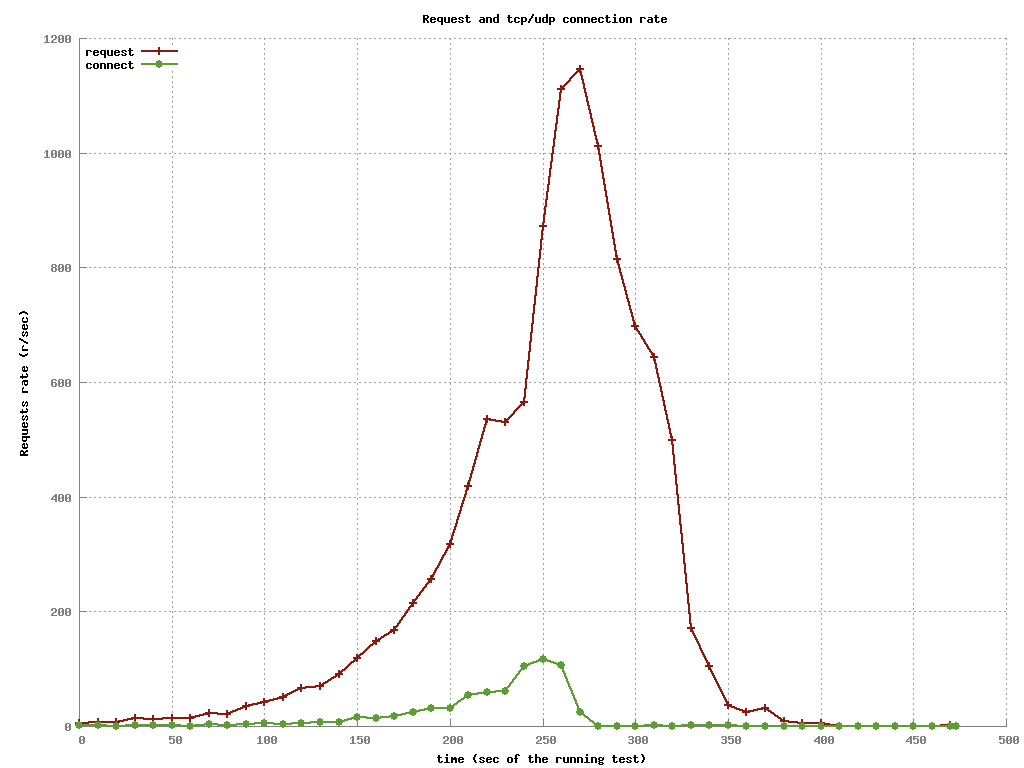 Request and tcp/udp connection rate
1200
request
connect
1000
800
600
400
200
0
Requests rate (r/sec)
0 50 100 150 200 250 300 350 400 450 500
time (sec of the running test)